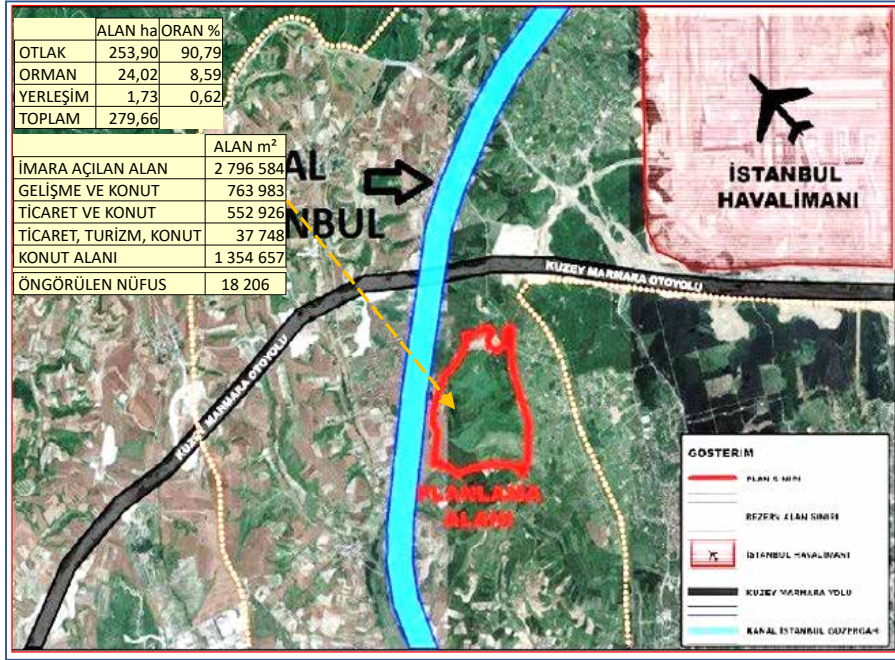 ALAN ha ORAN %
OTLAK 253,90 90,79
ORMAN 24,02 8,59
YERLEŞİM 1,73 0,62
TOPLAM 279,66
ALAN m²
İMARA AÇILAN ALAN 2 796 584
GELİŞME VE KONUT 763 983
TİCARET VE KONUT 552 926
TİCARET, TURİZM, KONUT 37 748
KONUT ALANI 1 354 657
ÖNGÖRÜLEN NÜFUS 18 206
AL
NBUL
İSTANBUL
HAVALİMANI
KUZEY MARMARA OTOYOLU
KUZEY MARMARA OTOYOLU
PLANLAMA
ALANI
GÖSTERİM
PLAN SINIRI
REZERV ALAN SINIRI
İSTANBUL HAVALİMANI
KUZEY MARMARA YOLU
KANAL İSTANBUL GÜZERGAHI